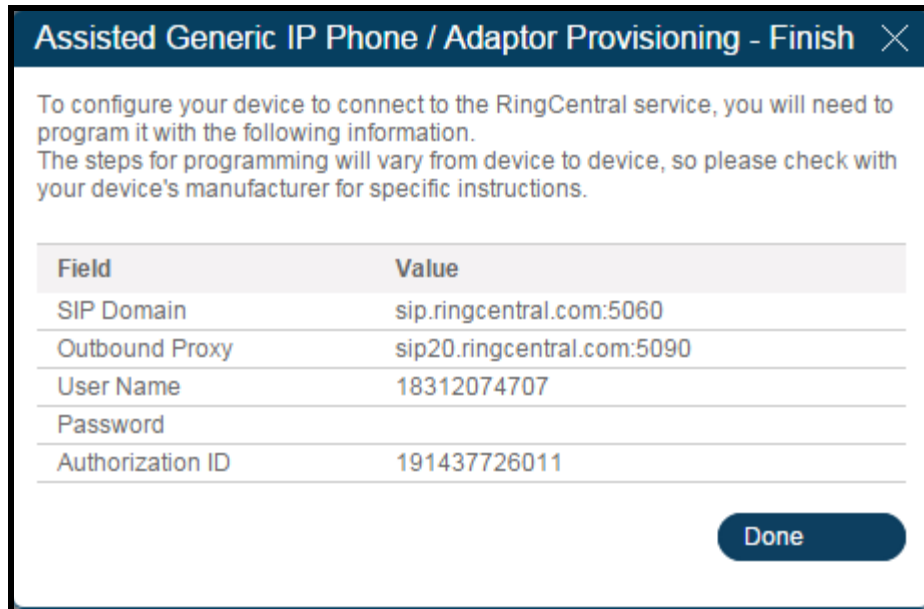 Assisted Generic IP Phone / Adaptor Provisioning - Finish
To configure your device to connect to the RingCentral service, you will need to
program it with the following information.
The steps for programming will vary from device to device, so please check with
your device's manufacturer for specific instructions.
Field Value
SIP Domain sip.ringcentral.com:5060
Outbound Proxy sip20.ringcentral.com:5090
User Name 18312074707
Password
Authorization ID 191437726011
Done